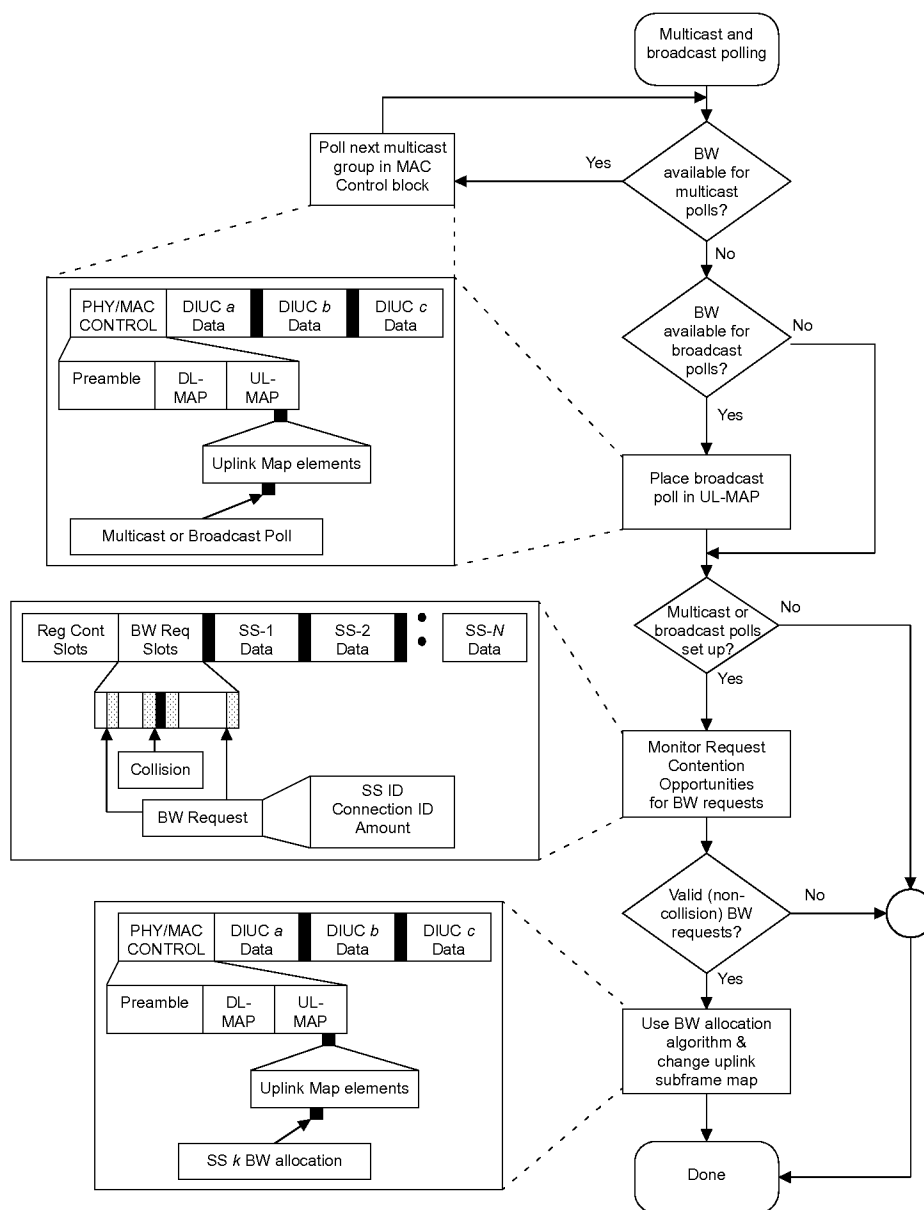 Multicast and
broadcast polling
Poll next multicast
group in MAC
Control block
Yes
BW
available for
multicast
polls?
No
PHY/MAC
CONTROL
DIUC a
Data
DIUC b
Data
DIUC c
Data
BW
available for
broadcast
polls?
No
Preamble
DL-
MAP
UL-
MAP
Yes
Uplink Map elements
Place broadcast
poll in UL-MAP
Multicast or Broadcast Poll
Multicast or
broadcast polls
set up?
No
Reg Cont
Slots
BW Req
Slots
SS-1
Data
SS-2
Data
SS-N
Data
Yes
Collision
Monitor Request
Contention
Opportunities
for BW requests
BW Request
SS ID
Connection ID
Amount
Valid (non-
collision) BW
requests?
No
PHY/MAC
CONTROL
DIUC a
Data
DIUC b
Data
DIUC c
Data
Yes
Preamble
DL-
MAP
UL-
MAP
Use BW allocation
algorithm &
change uplink
subframe map
Uplink Map elements
SS k BW allocation
Done